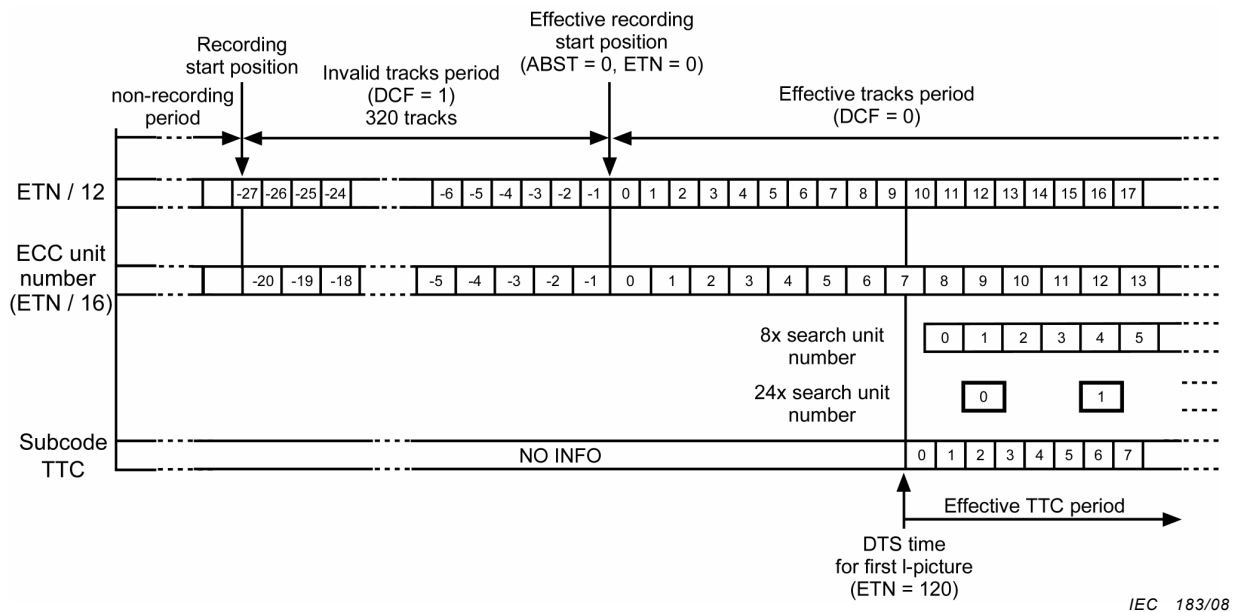 Effective recording
start position
(ABST = 0, ETN = 0)
Recording
start position
Invalid tracks period
(DCF = 1)
320 tracks
non-recording
period
Effective tracks period
(DCF = 0)
ETN / 12
-27 -26 -25 -24 -6 -5 -4 -3 -2 -1 0 1 2 3 4 5 6 7 8 9 10 11 12 13 14 15 16 17
ECC unit
number
(ETN / 16)
-20 -19 -18 -5 -4 -3 -2 -1 0 1 2 3 4 5 6 7 8 9 10 11 12 13
8x search unit
number
0 1 2 3 4 5
24x search unit
number
0 1
Subcode
TTC
NO INFO
0 1 2 3 4 5 6 7
Effective TTC period
DTS time
for first I-picture
(ETN = 120)
IEC 183/08